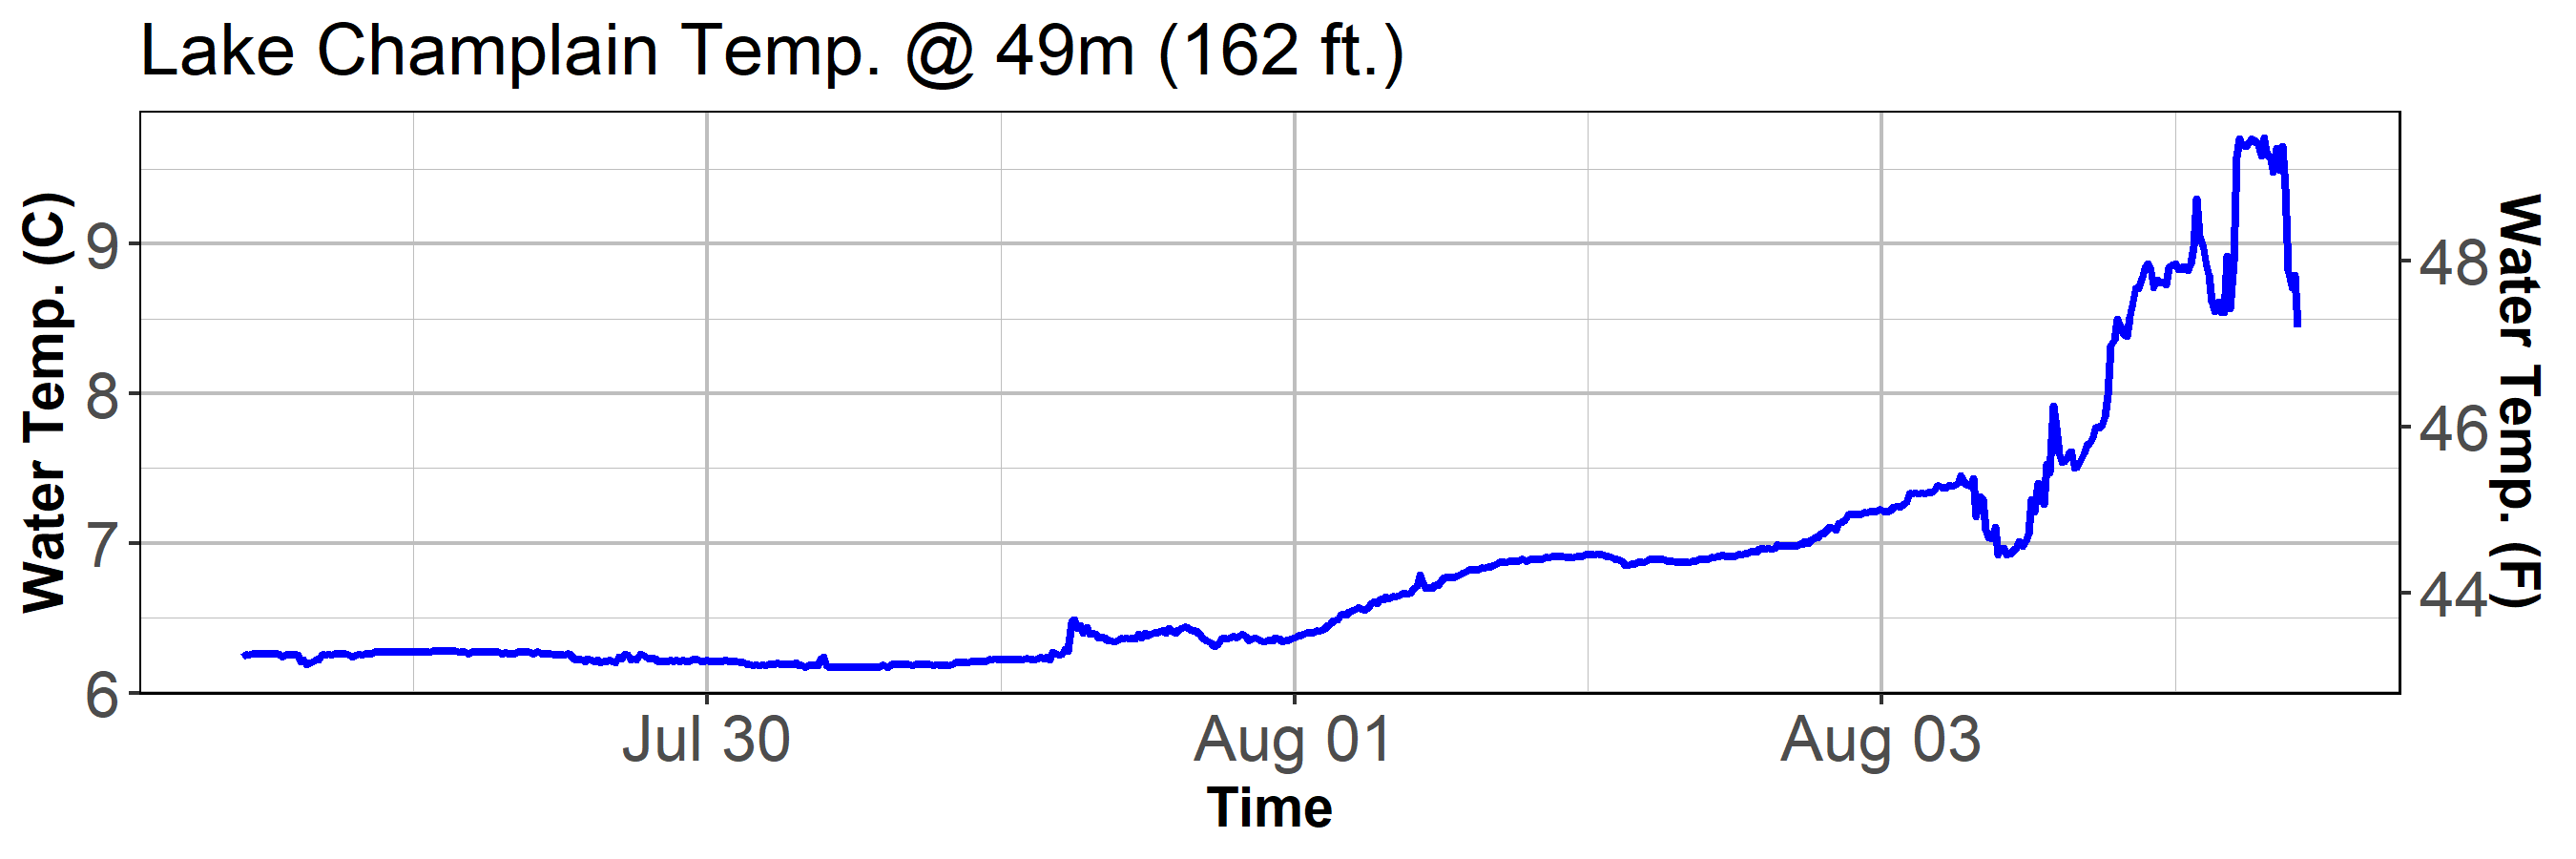 Lake Champlain Temp. @ 49m (162 ft.)
Water Temp. (C)
9
8
7
6
48
46
44
Water Temp. (F)
Jul 30
Aug 01
Aug 03
Time